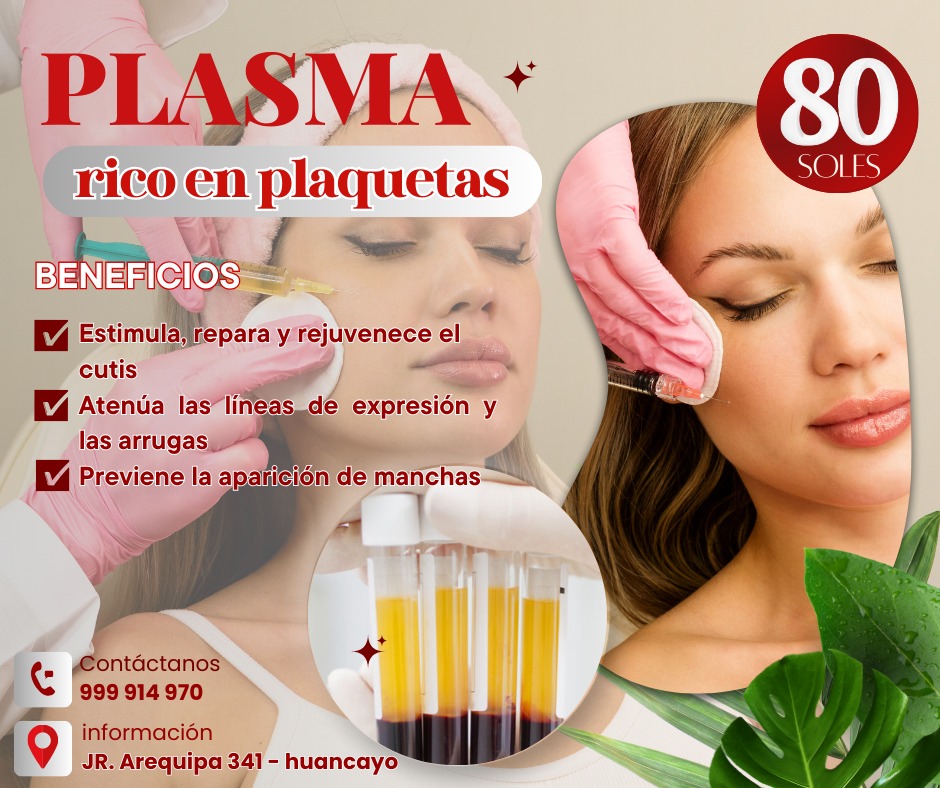 PLASMA
rico en plaquetas
80
SOLES
BENEFICIOS
Estimula, repara y rejuvenece el
cutis
Atenúa las líneas de expresión y
las arrugas
Previene la aparición de manchas
Contáctanos
999 914 970
información
JR. Arequipa 341 - huancayo